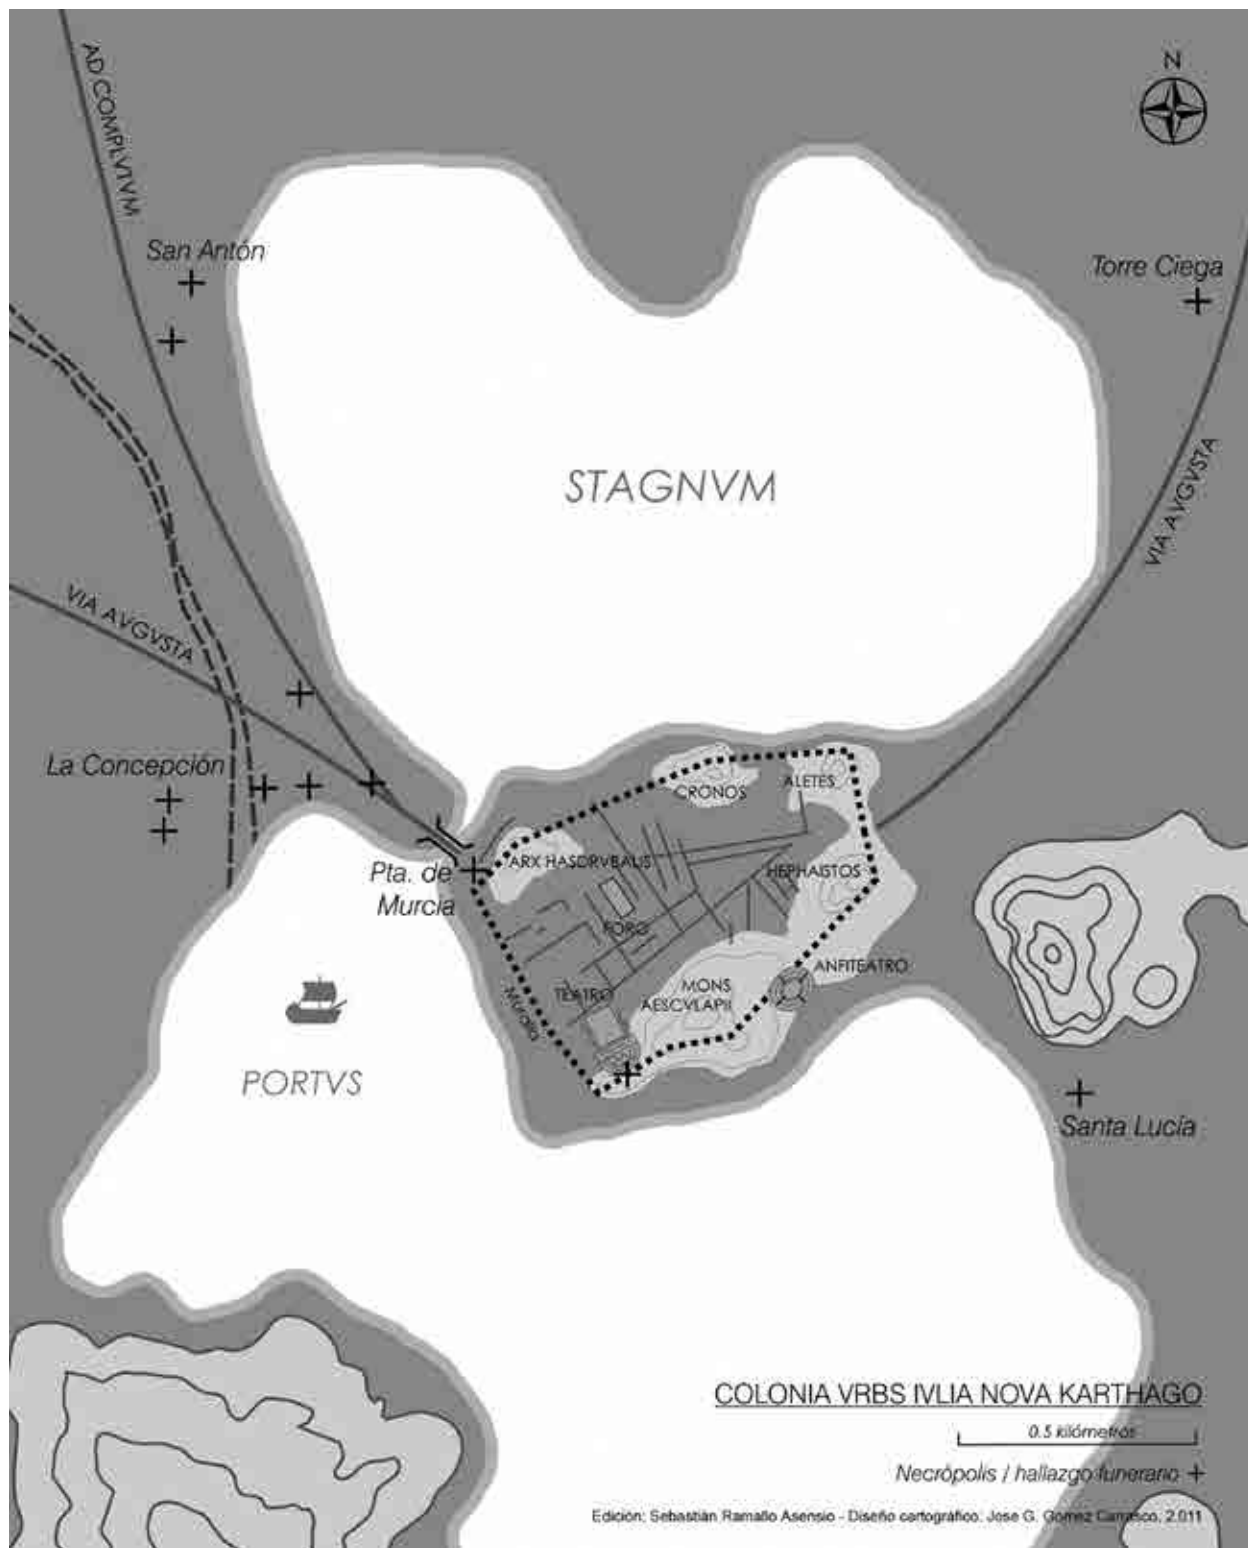 N
AD COMPLVTVM
San Antón
Torre Ciega
STAGNVM
VIA AVGVSTA
VIA AVGVSTA
La Concepción
CRONOS
ALETES
ARX HASDRVBALIS
HEPHAISTOS
Pta. de
Murcia
FORO
ANFITEATRO
TEATRO
MONS
AESCVLAPII
Muralla
PORTVS
Santa Lucía
COLONIA VRBS IVLIA NOVA KARTHAGO
0.5 kilómetros
Necrópolis / hallazgo funerario
Edición: Sebastián Ramallo Asensio - Diseño cartográfico: Jose G. Gómez Carrasco, 2.011